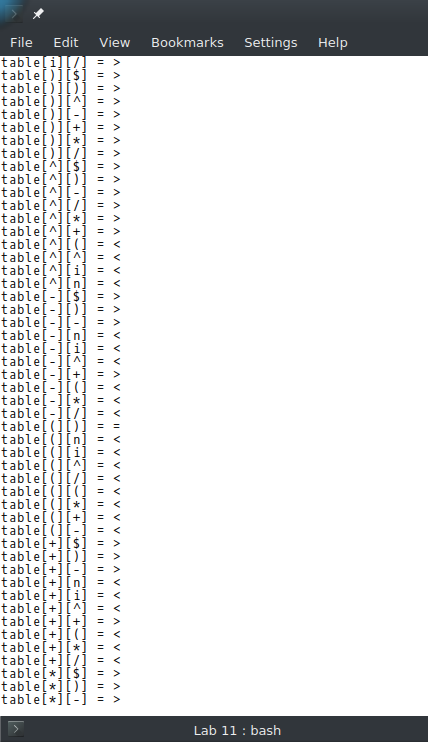 File Edit View Bookmarks Settings Help
table[i][/] = >
table[)][$] = >
table[)][)] = >
table[)][^] = >
table[)][-] = >
table[)][+] = >
table[)][*] = >
table[)][/] = >
table[^][$] = >
table[^][)] = >
table[^][-] = >
table[^][/] = >
table[^][*] = >
table[^][+] = >
table[^][(] = <
table[^][^] = <
table[^][i] = <
table[^][n] = <
table[-][$] = >
table[-][)] = >
table[-][-] = >
table[-][n] = <
table[-][i] = <
table[-][^] = <
table[-][+] = >
table[-][(] = <
table[-][*] = <
table[-][/] = <
table[(][)] = =
table[(][n] = <
table[(][i] = <
table[(][^] = <
table[(][/] = <
table[(][(] = <
table[(][*] = <
table[(][+] = <
table[(][-] = <
table[+][$] = >
table[+][)] = >
table[+][-] = >
table[+][n] = <
table[+][i] = <
table[+][^] = <
table[+][+] = >
table[+][(] = <
table[+][*] = <
table[+][/] = <
table[*][$] = >
table[*][)] = >
table[*][-] = >
Lab 11 : bash